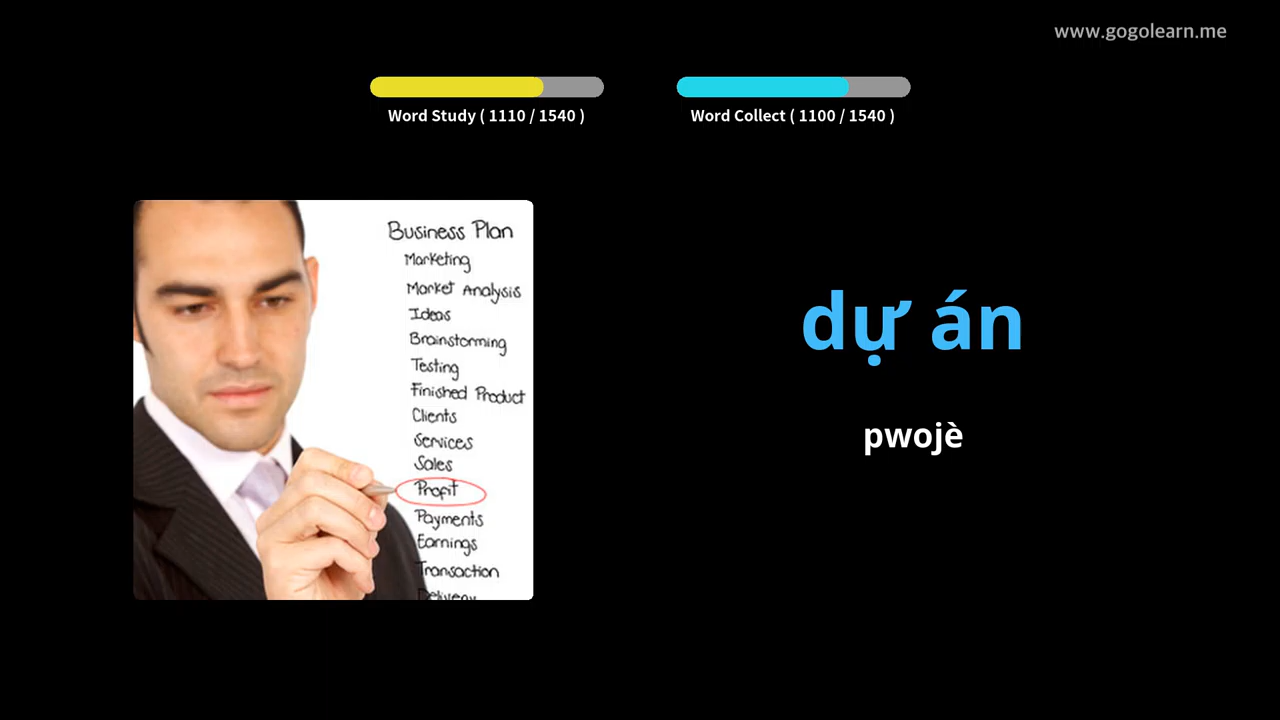 www.gogolearn.me
Word Study ( 1110 / 1540 )
Word Collect ( 1100 / 1540 )
Business Plan
Marketing
Market Analysis
Ideas
Brainstorming
Testing
Finished Product
Clients
Services
Sales
Profit
Payments
Earnings
Transaction
Delivery
dự án
pwojè